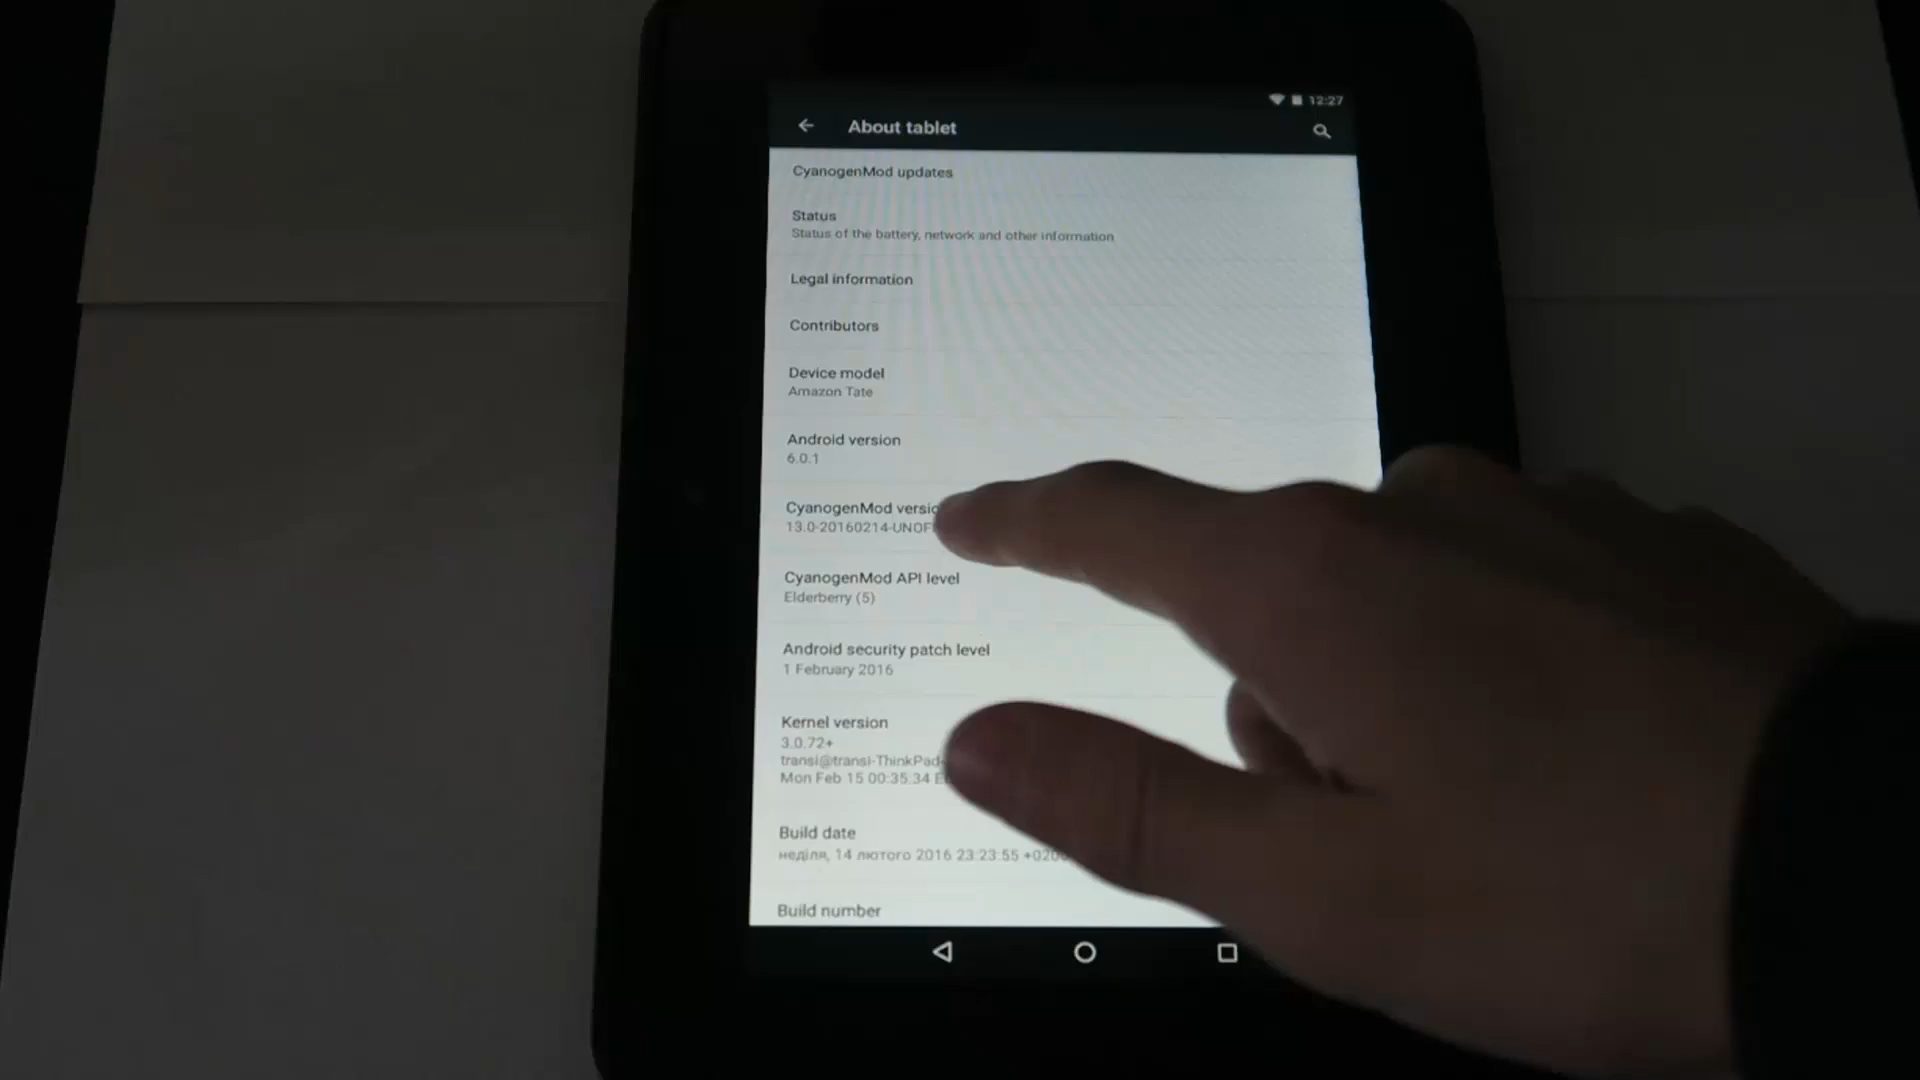 12:27
About tablet
CyanogenMod updates
Status
Status of the battery, network and other information
Legal information
Contributors
Device model
Amazon Tate
Android version
6.0.1
CyanogenMod versio
13.0-20160214-UNOF
CyanogenMod API level
Elderberry (5)
Android security patch level
1 February 2016
Kernel version
3.0.72+
transi@transi-ThinkPad-
Mon Feb 15 00:35:34 E
Build date
неділя, 14 лютого 2016 23:23:55 +020
Build number